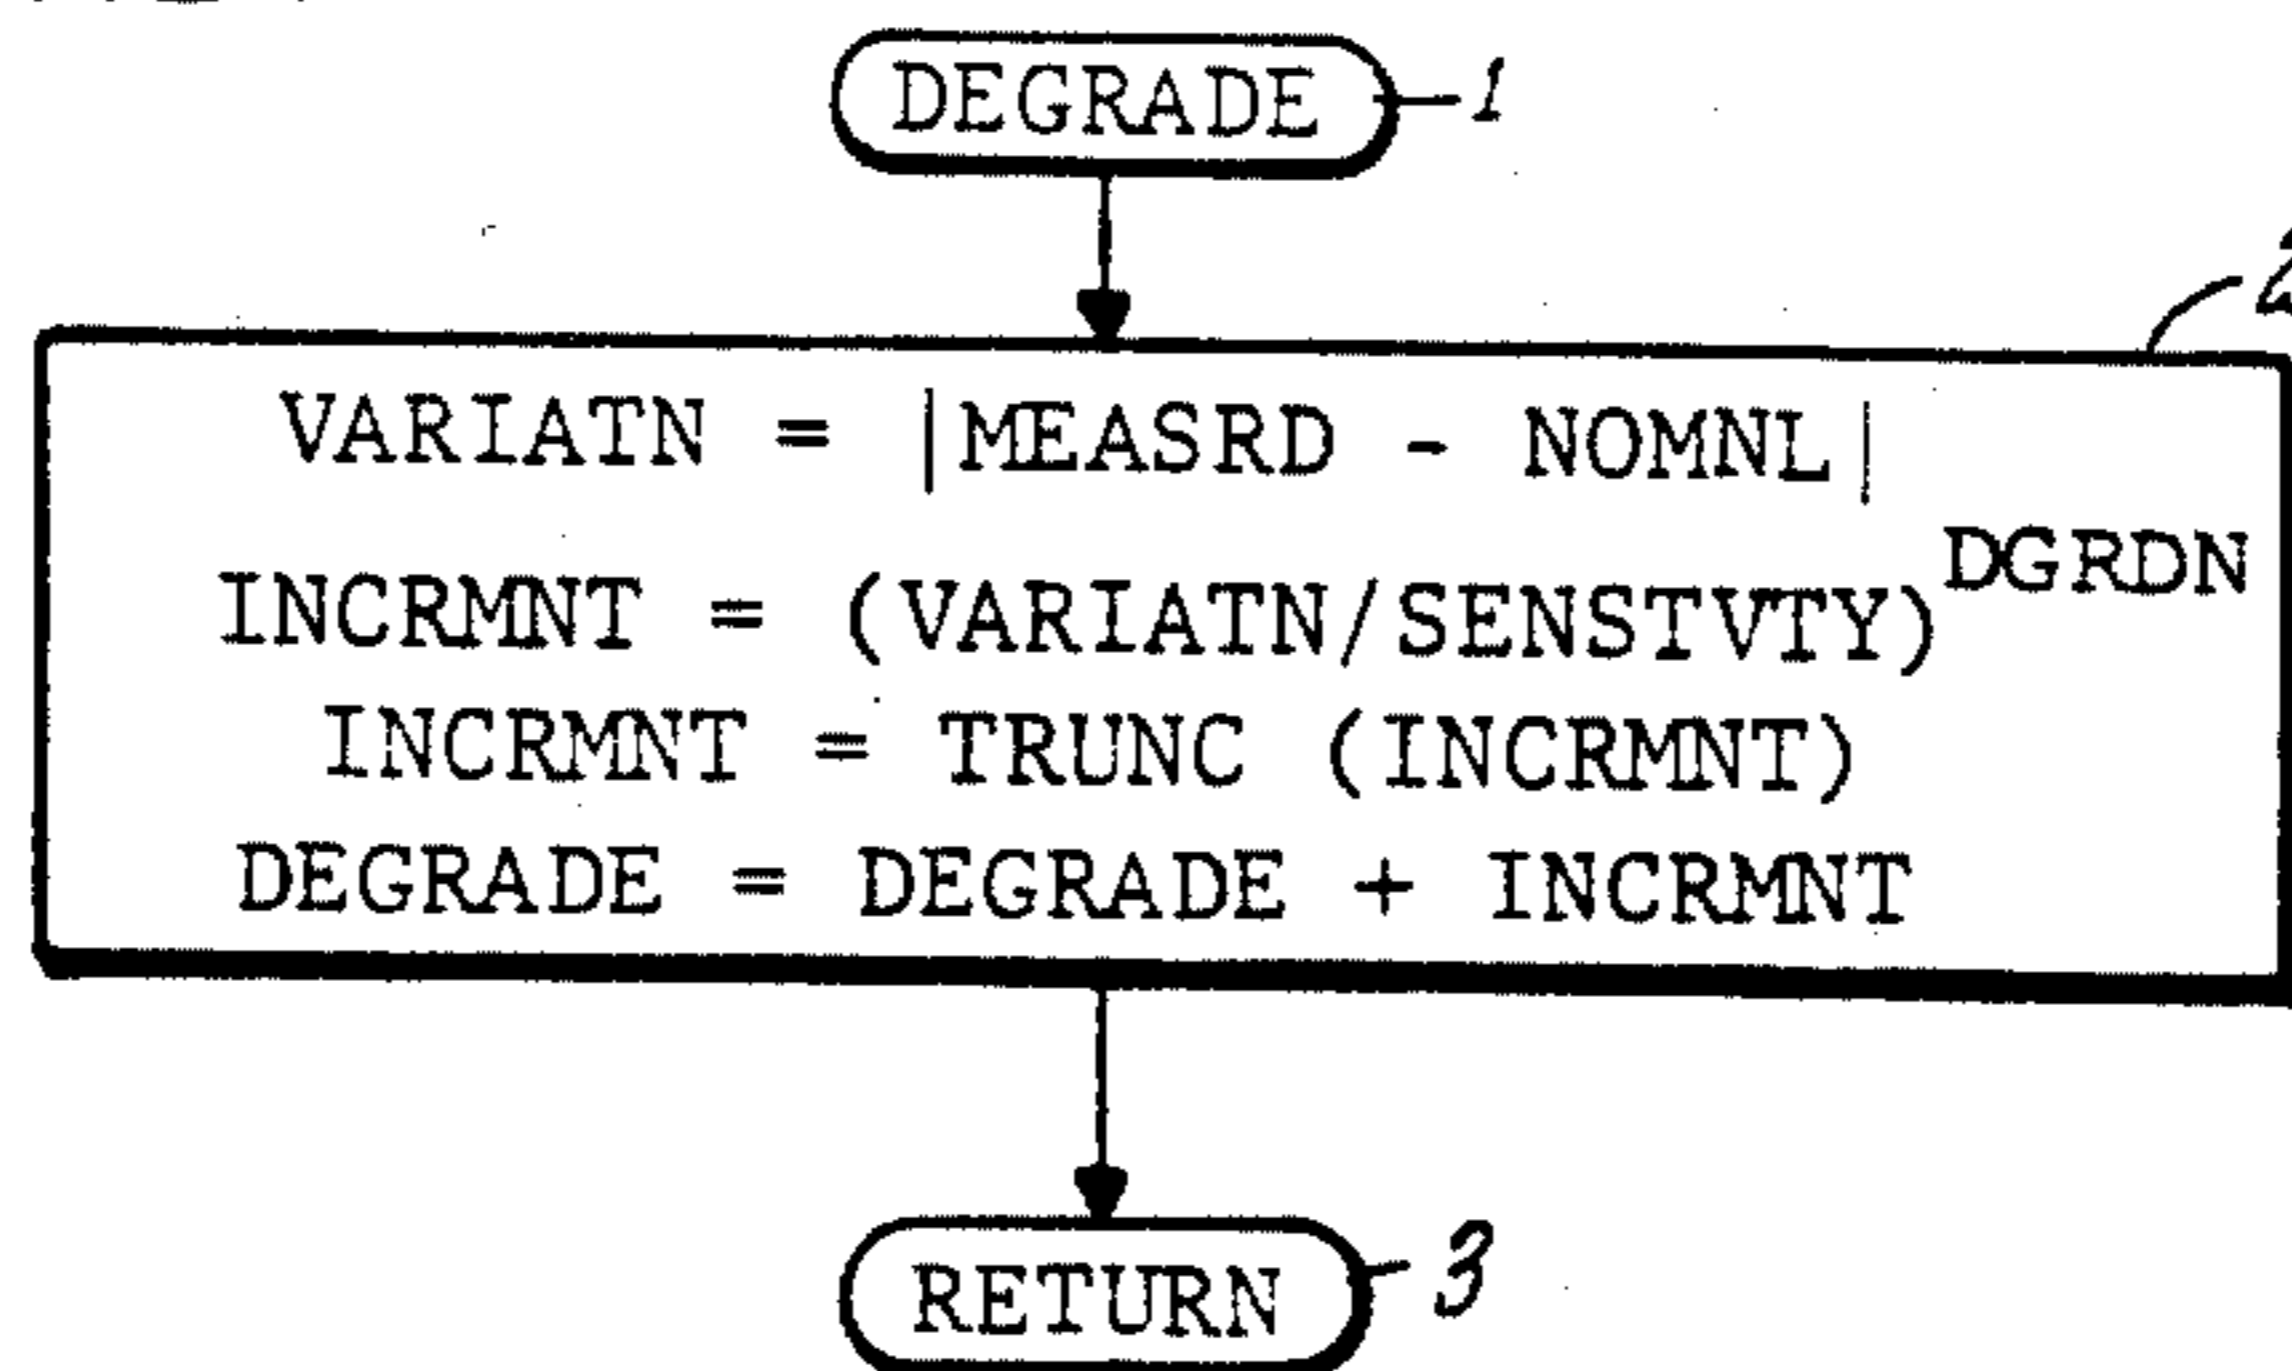 DEGRADE 1
2
VARIATN = |MEASRD - NOMNL|
INCRMNT = (VARIATN/SENSTVTY)^DGRDN
INCRMNT = TRUNC (INCRMNT)
DEGRADE = DEGRADE + INCRMNT
RETURN 3